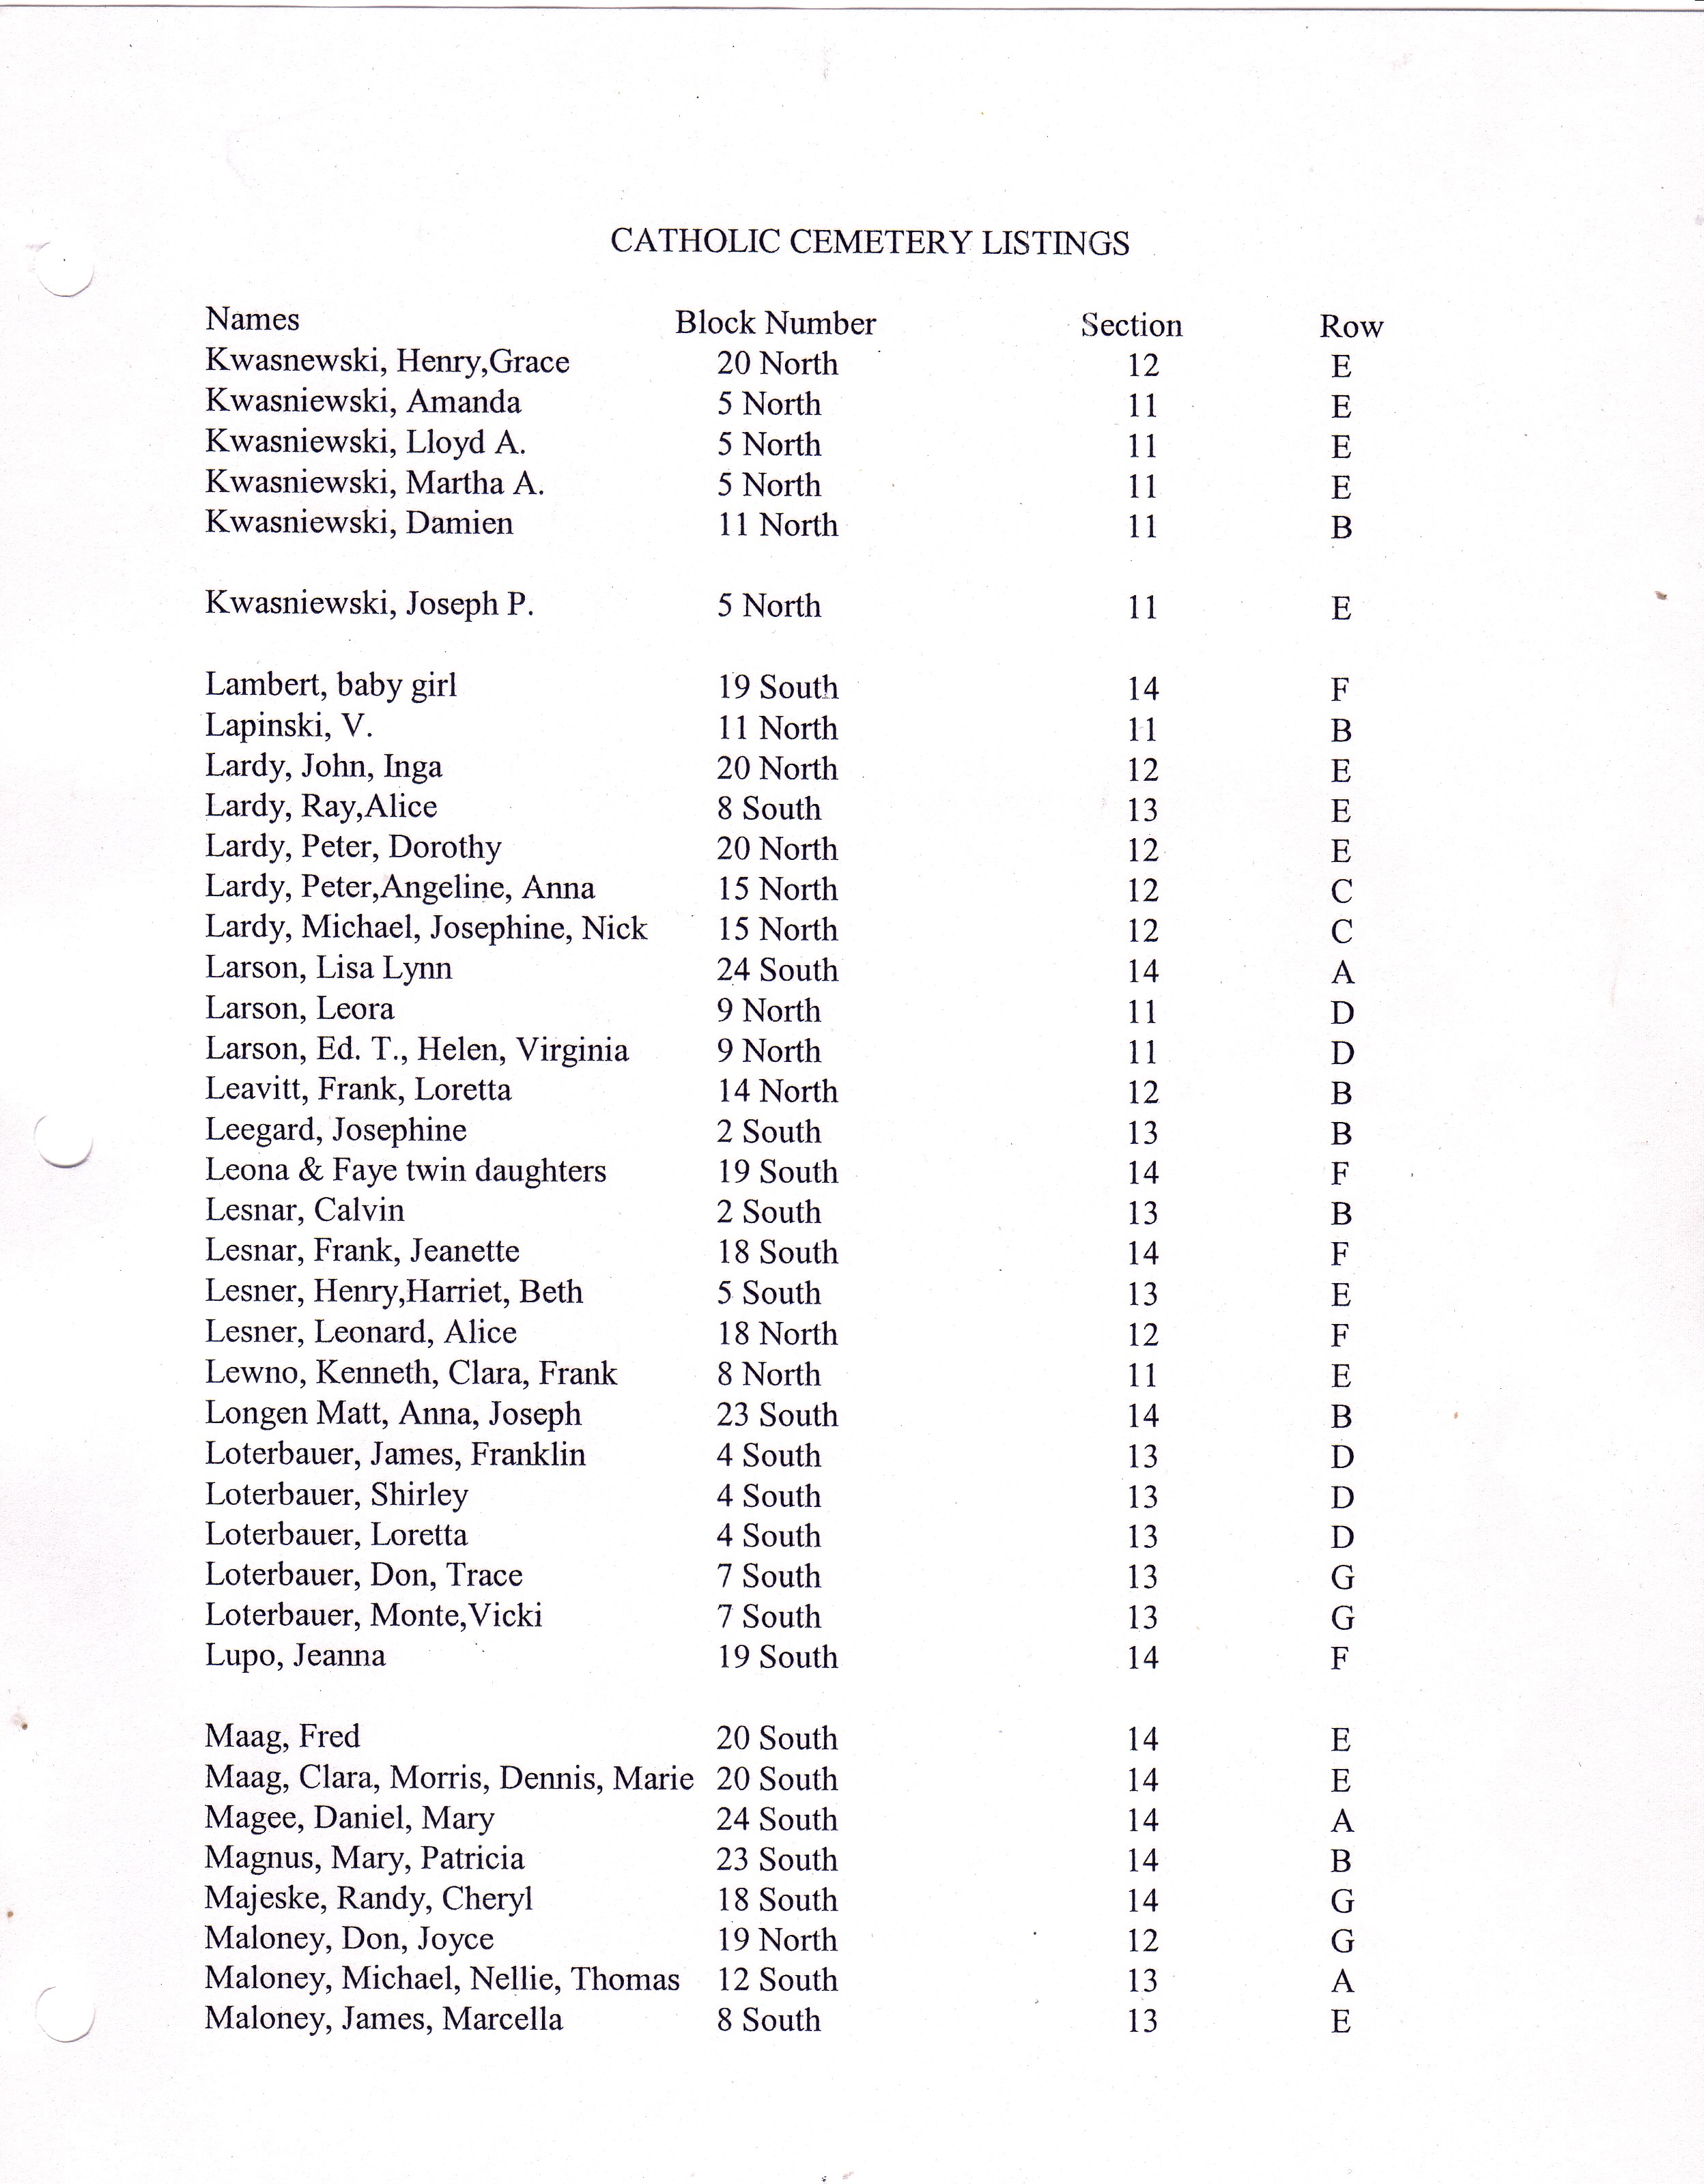 CATHOLIC CEMETERY LISTINGS
Names Block Number Section Row
Kwasnewski, Henry,Grace 20 North 12 E
Kwasniewski, Amanda 5 North 11 E
Kwasniewski, Lloyd A. 5 North 11 E
Kwasniewski, Martha A. 5 North 11 E
Kwasniewski, Damien 11 North 11 B
Kwasniewski, Joseph P. 5 North 11 E
Lambert, baby girl 19 South 14 F
Lapinski, V. 11 North 11 B
Lardy, John, Inga 20 North 12 E
Lardy, Ray,Alice 8 South 13 E
Lardy, Peter, Dorothy 20 North 12 E
Lardy, Peter,Angeline, Anna 15 North 12 C
Lardy, Michael, Josephine, Nick 15 North 12 C
Larson, Lisa Lynn 24 South 14 A
Larson, Leora 9 North 11 D
Larson, Ed. T., Helen, Virginia 9 North 11 D
Leavitt, Frank, Loretta 14 North 12 B
Leegard, Josephine 2 South 13 B
Leona & Faye twin daughters 19 South 14 F
Lesnar, Calvin 2 South 13 B
Lesnar, Frank, Jeanette 18 South 14 F
Lesner, Henry,Harriet, Beth 5 South 13 E
Lesner, Leonard, Alice 18 North 12 F
Lewno, Kenneth, Clara, Frank 8 North 11 E
Longen Matt, Anna, Joseph 23 South 14 B
Loterbauer, James, Franklin 4 South 13 D
Loterbauer, Shirley 4 South 13 D
Loterbauer, Loretta 4 South 13 D
Loterbauer, Don, Trace 7 South 13 G
Loterbauer, Monte,Vicki 7 South 13 G
Lupo, Jeanna 19 South 14 F
Maag, Fred 20 South 14 E
Maag, Clara, Morris, Dennis, Marie 20 South 14 E
Magee, Daniel, Mary 24 South 14 A
Magnus, Mary, Patricia 23 South 14 B
Majeske, Randy, Cheryl 18 South 14 G
Maloney, Don, Joyce 19 North 12 G
Maloney, Michael, Nellie, Thomas 12 South 13 A
Maloney, James, Marcella 8 South 13 E